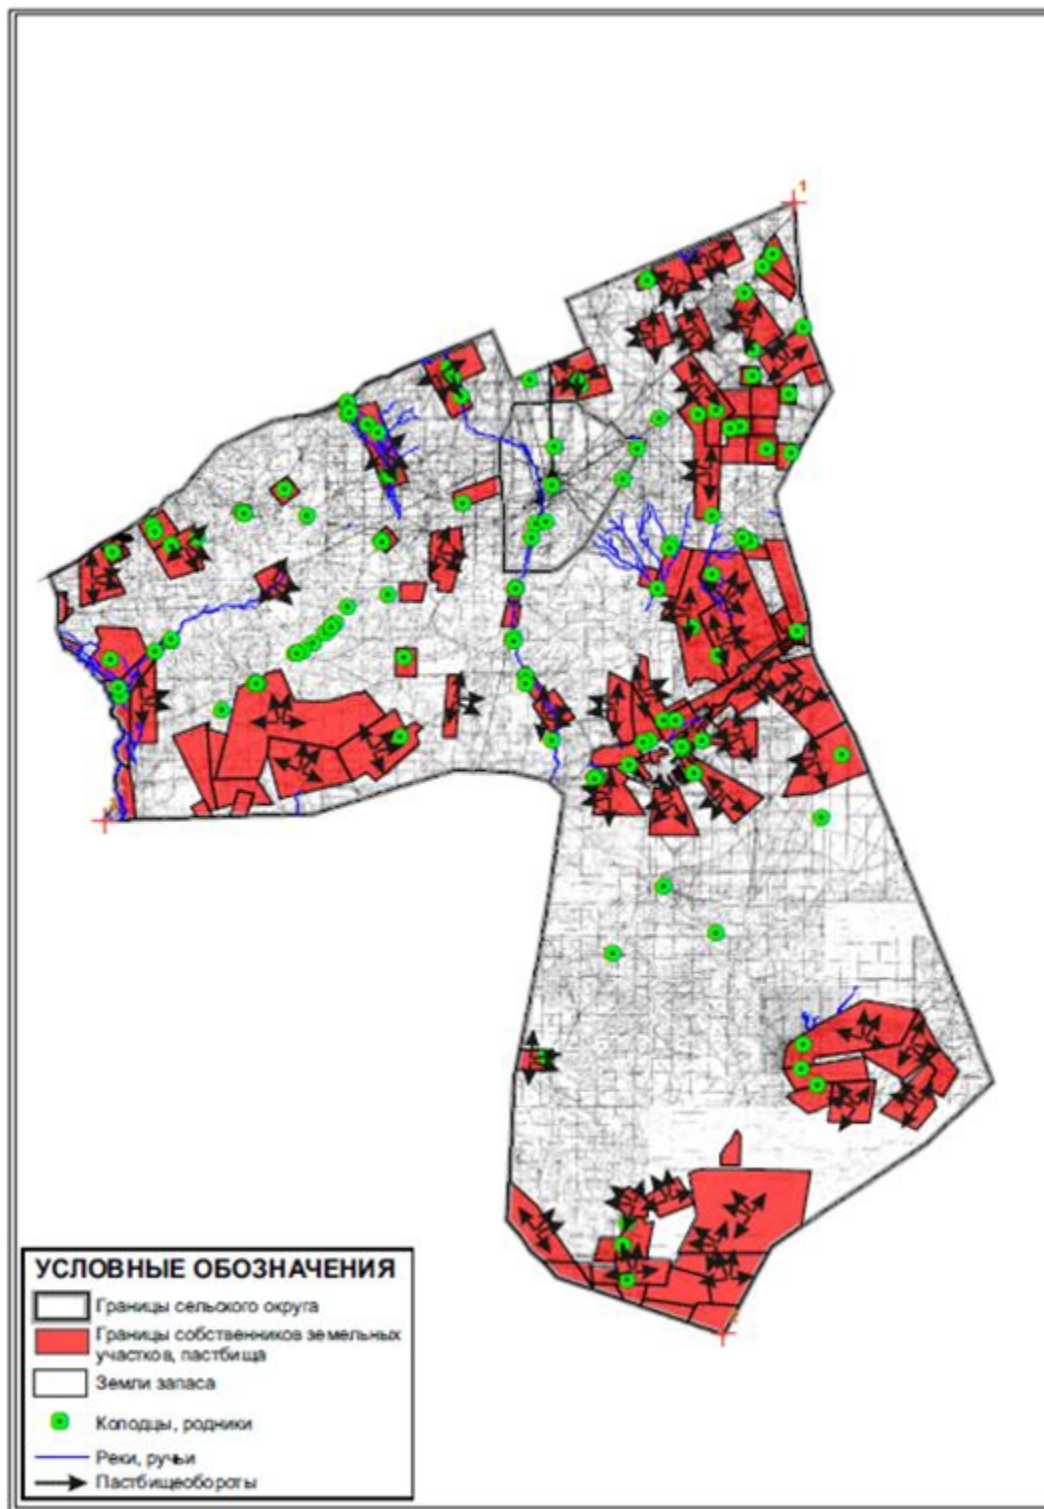 1
УСЛОВНЫЕ ОБОЗНАЧЕНИЯ
Границы сельского округа
Границы собственников земельных
участков, пастбища
Земли запаса
Колодцы, родники
Реки, ручьи
Пастбищеобороты